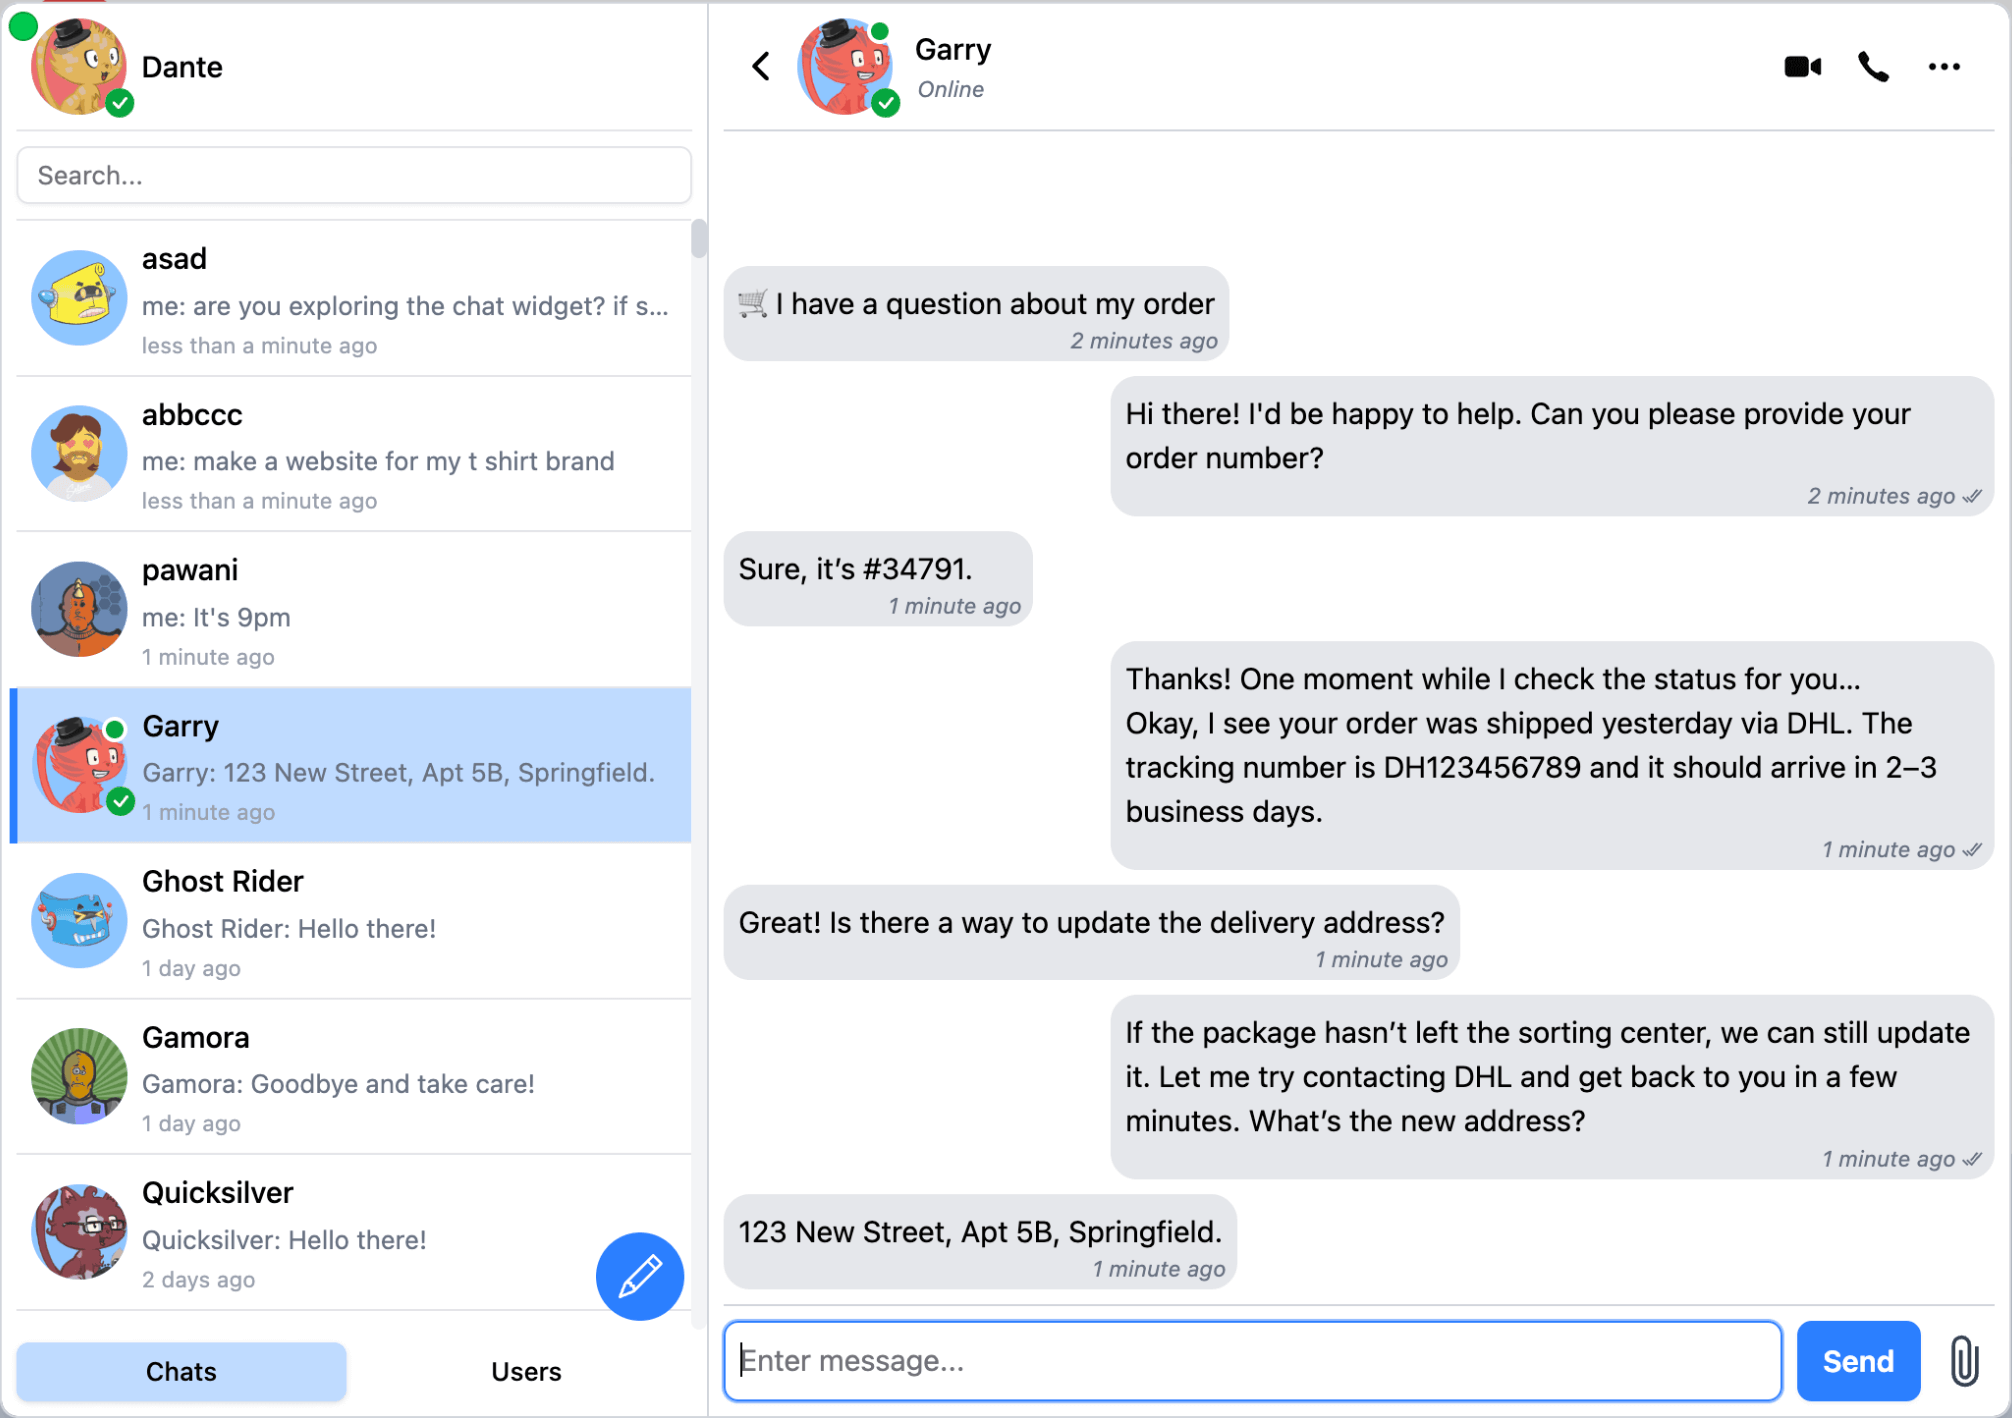 Dante
Search...
asad
me: are you exploring the chat widget? if s...
less than a minute ago
abbccc
me: make a website for my t shirt brand
less than a minute ago
pawani
me: It's 9pm
1 minute ago
Garry
Garry: 123 New Street, Apt 5B, Springfield.
1 minute ago
Ghost Rider
Ghost Rider: Hello there!
1 day ago
Gamora
Gamora: Goodbye and take care!
1 day ago
Quicksilver
Quicksilver: Hello there!
2 days ago
Chats
Users
Garry
Online
🛒 I have a question about my order
2 minutes ago
Hi there! I'd be happy to help. Can you please provide your
order number?
2 minutes ago
Sure, it’s #34791.
1 minute ago
Thanks! One moment while I check the status for you...
Okay, I see your order was shipped yesterday via DHL. The
tracking number is DH123456789 and it should arrive in 2–3
business days.
1 minute ago
Great! Is there a way to update the delivery address?
1 minute ago
If the package hasn’t left the sorting center, we can still update
it. Let me try contacting DHL and get back to you in a few
minutes. What’s the new address?
1 minute ago
123 New Street, Apt 5B, Springfield.
1 minute ago
Enter message...
Send